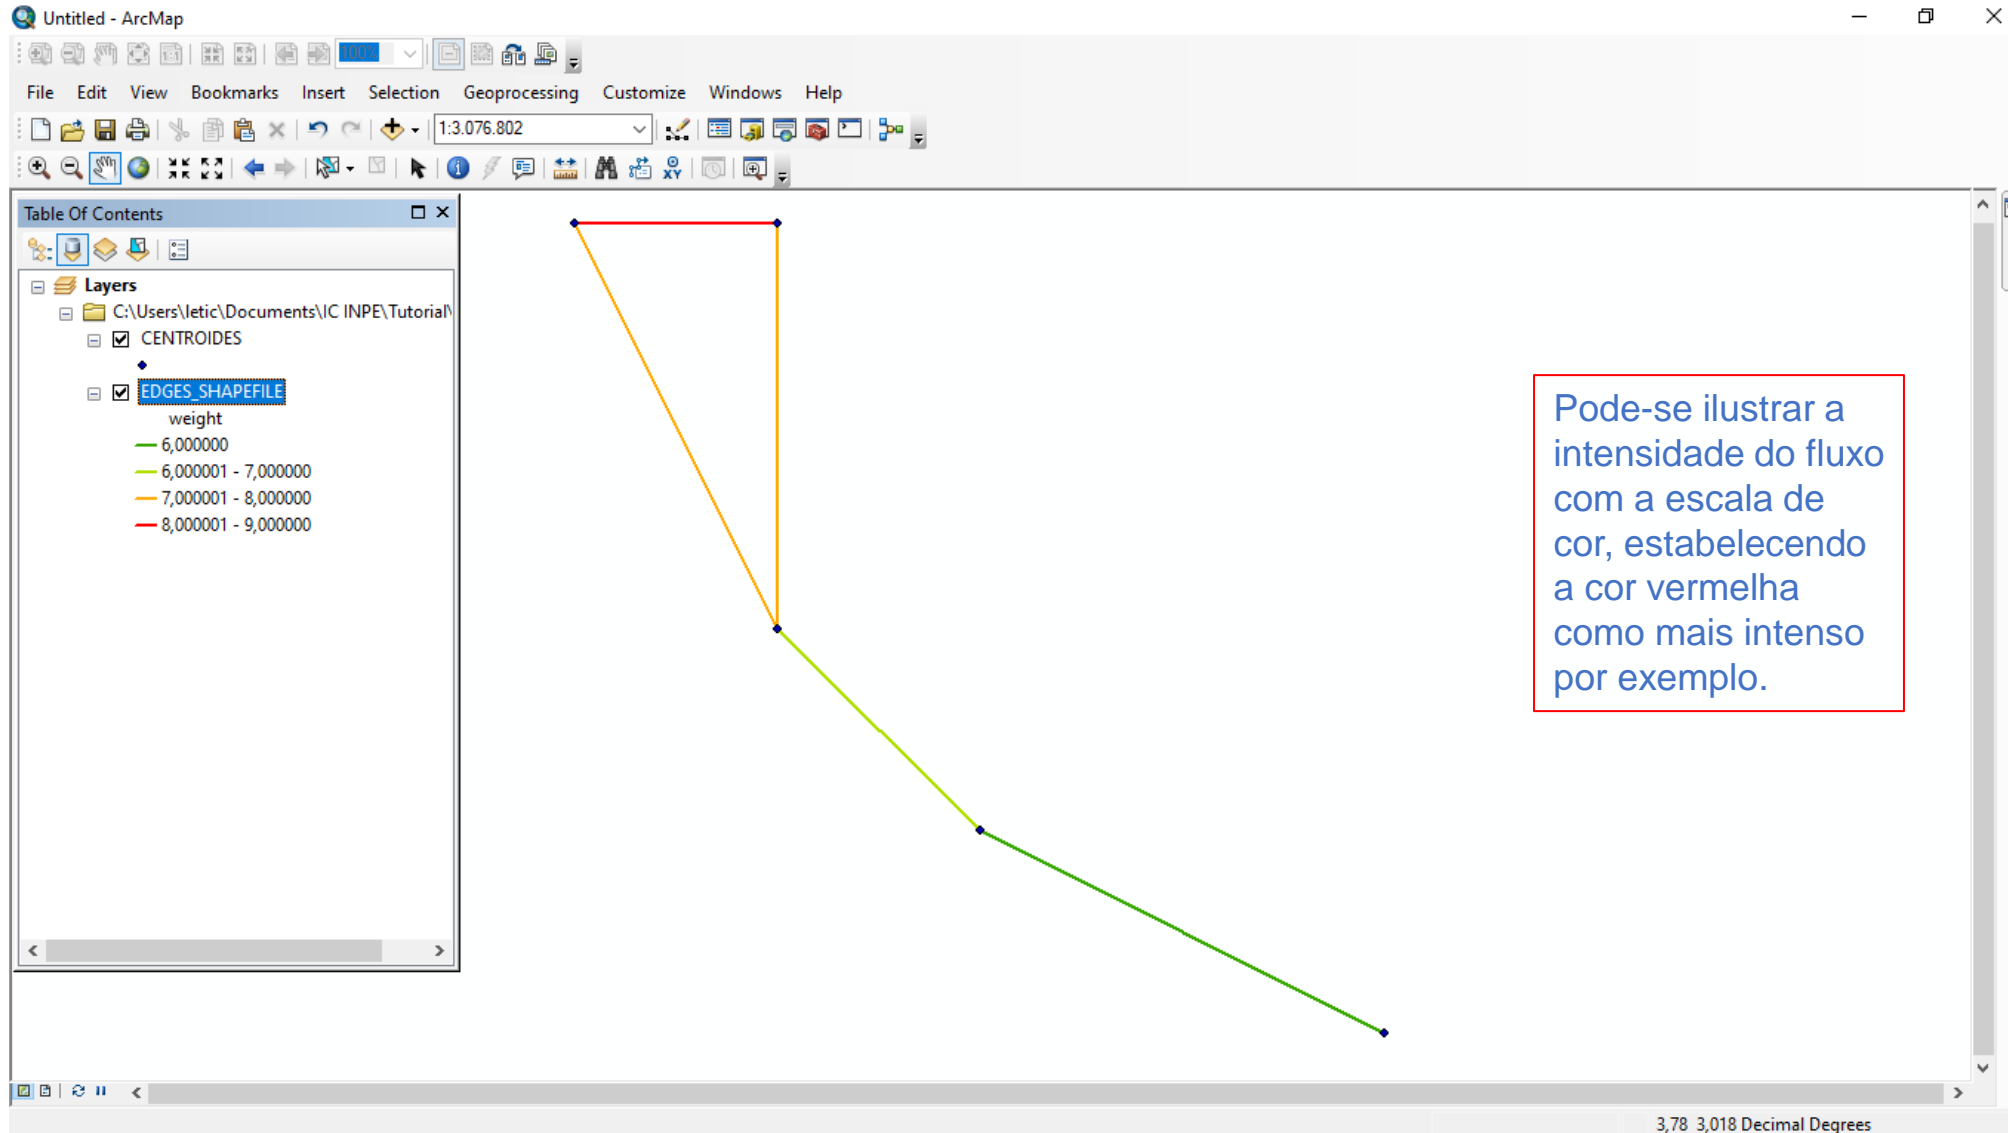 Untitled - ArcMap
100%
File Edit View Bookmarks Insert Selection Geoprocessing Customize Windows Help
1:3.076.802
Table Of Contents
Layers
C:\Users\letic\Documents\IC INPE\Tutorial\
CENTROIDES
EDGES_SHAPEFILE
weight
6,000000
6,000001 - 7,000000
7,000001 - 8,000000
8,000001 - 9,000000
Pode-se ilustrar a
intensidade do fluxo
com a escala de
cor, estabelecendo
a cor vermelha
como mais intenso
por exemplo.
3,78 3,018 Decimal Degrees